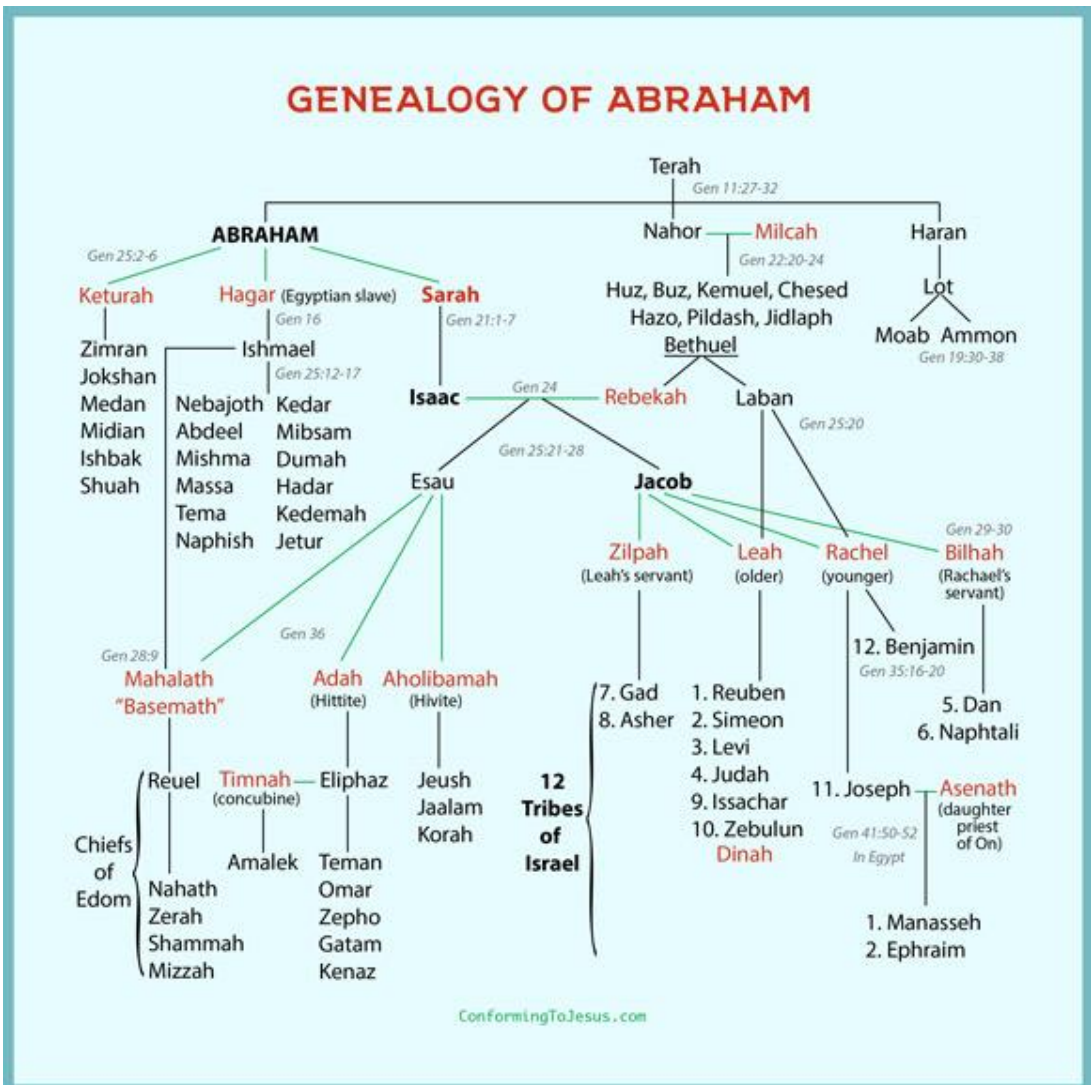 GENEALOGY OF ABRAHAM
Terah
Gen 11:27-32
ABRAHAM
Nahor
Milcah
Haran
Gen 25:2-6
Gen 22:20-24
Keturah
Hagar (Egyptian slave)
Sarah
Huz, Buz, Kemuel, Chesed
Hazo, Pildash, Jidlaph
Bethuel
Lot
Gen 16
Gen 21:1-7
Moab Ammon
Gen 19:30-38
Zimran
Jokshan
Medan
Midian
Ishbak
Shuah
Ishmael
Gen 25:12-17
Nebajoth
Abdeel
Mishma
Massa
Tema
Naphish
Kedar
Mibsam
Dumah
Hadar
Kedemah
Jetur
Isaac
Gen 24
Rebekah
Laban
Gen 25:20
Gen 25:21-28
Esau
Jacob
Gen 29-30
Zilpah
(Leah's servant)
Leah
(older)
Rachel
(younger)
Bilhah
(Rachael's
servant)
12. Benjamin
Gen 35:16-20
Gen 36
Gen 28:9
Mahalath
"Basemath"
Adah
(Hittite)
Aholibamah
(Hivite)
7. Gad
8. Asher
1. Reuben
2. Simeon
3. Levi
4. Judah
9. Issachar
10. Zebulun
Dinah
5. Dan
6. Naphtali
Reuel
Timnah
(concubine)
Eliphaz
Jeush
Jaalam
Korah
12
Tribes
of
Israel
11. Joseph
Asenath
(daughter
priest
of On)
Gen 41:50-52
In Egypt
Chiefs
of
Edom
Amalek
Nahath
Zerah
Shammah
Mizzah
Teman
Omar
Zepho
Gatam
Kenaz
1. Manasseh
2. Ephraim
ConformingToJesus.com